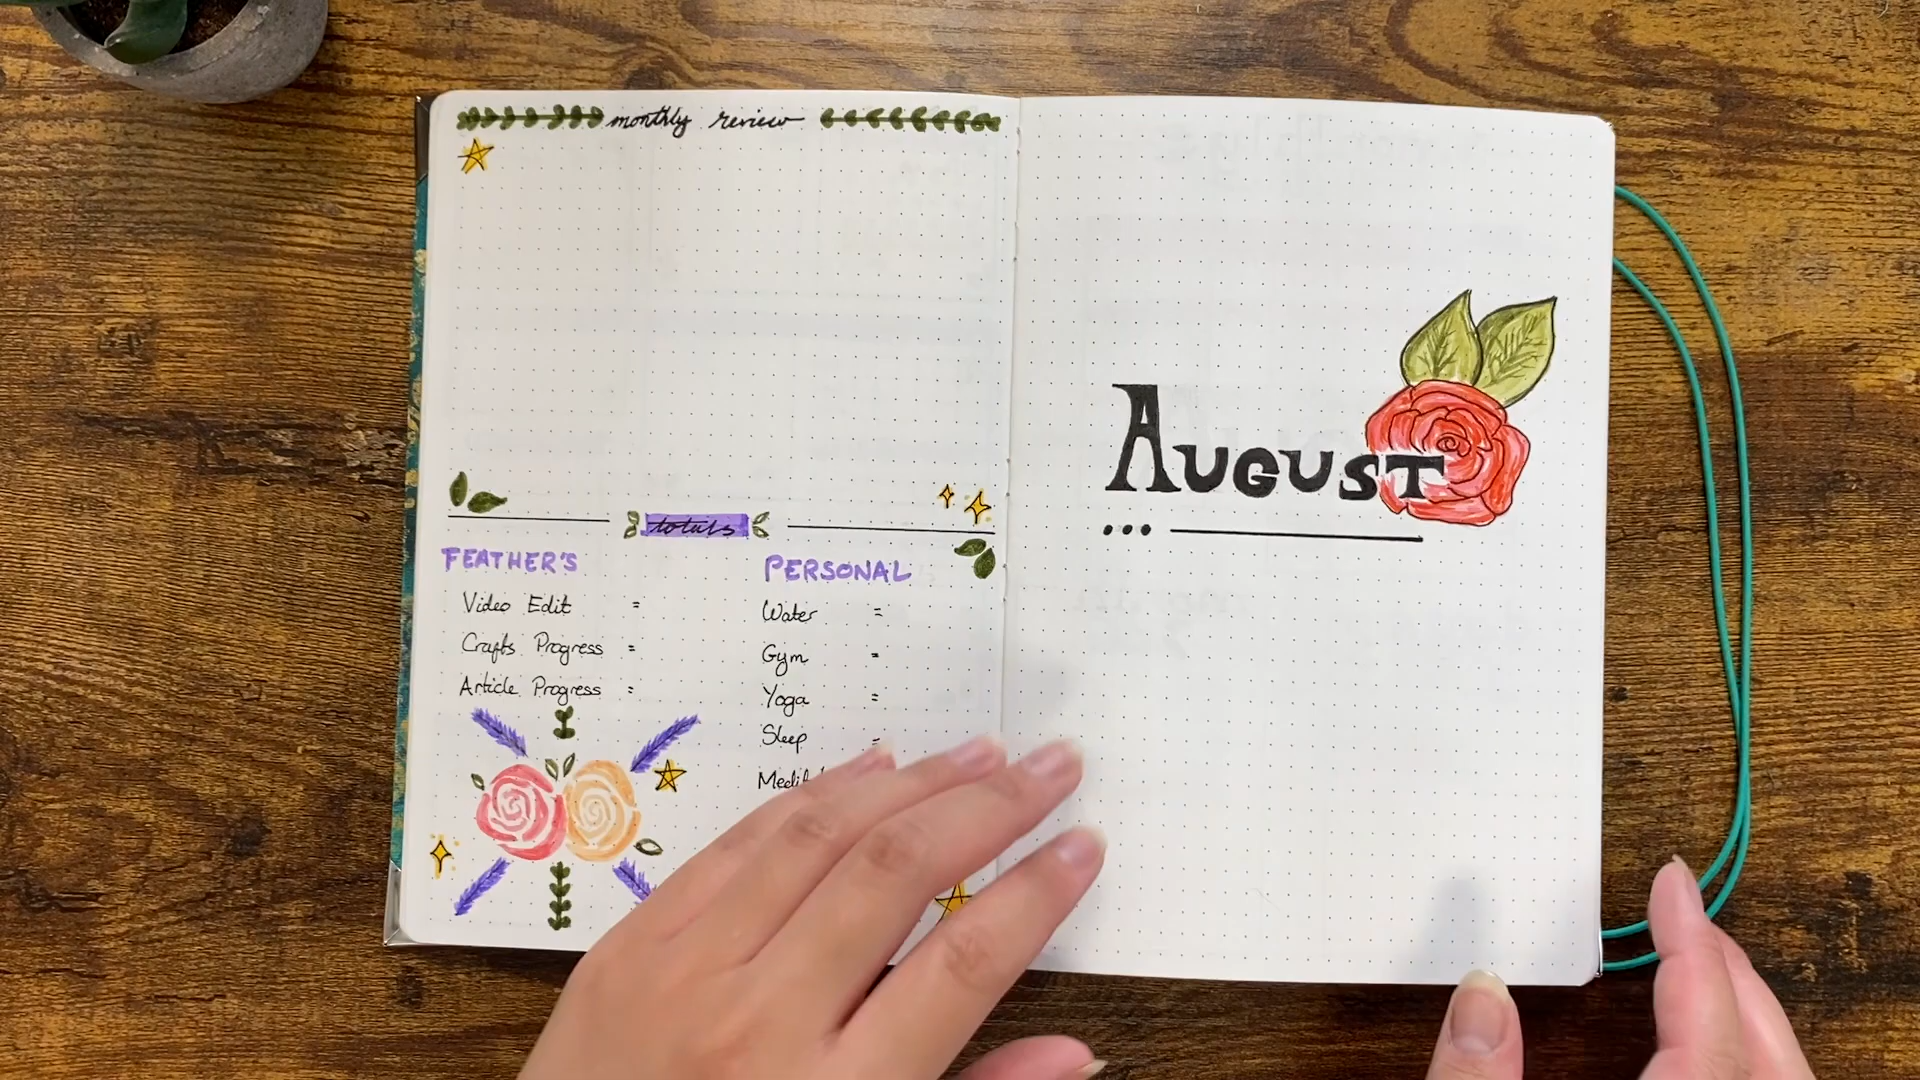 monthly review
totals
FEATHER'S
Video Edit =
Crafts Progress =
Article Progress =
PERSONAL
Water =
Gym =
Yoga =
Sleep =
AUGUST